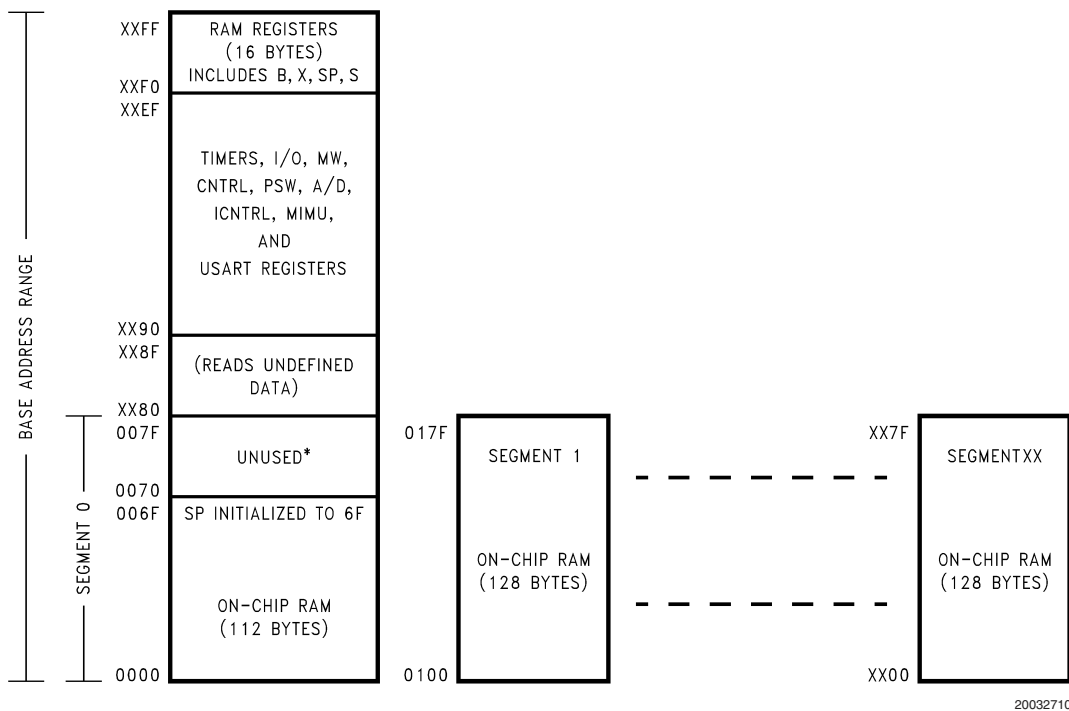 XXFF
RAM REGISTERS
(16 BYTES)
INCLUDES B, X, SP, S
XXF0
XXEF
TIMERS, I/O, MW,
CNTRL, PSW, A/D,
ICNTRL, MIMU,
AND
USART REGISTERS
XX90
XX8F
(READS UNDEFINED
DATA)
XX80
007F
UNUSED*
0070
006F
SP INITIALIZED TO 6F
ON-CHIP RAM
(112 BYTES)
0000
BASE ADDRESS RANGE
SEGMENT 0
017F
SEGMENT 1
ON-CHIP RAM
(128 BYTES)
0100
XX7F
SEGMENTXX
ON-CHIP RAM
(128 BYTES)
XX00
20032710